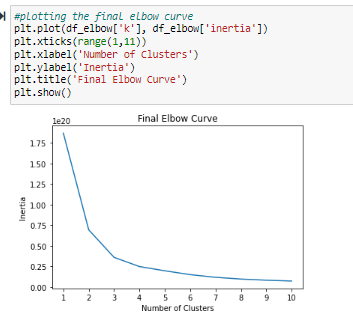 #plotting the final elbow curve
plt.plot(df_elbow['k'], df_elbow['inertia'])
plt.xticks(range(1,11))
plt.xlabel('Number of Clusters')
plt.ylabel('Inertia')
plt.title('Final Elbow Curve')
plt.show()
Final Elbow Curve
1e20
1.75
1.50
1.25
1.00
0.75
0.50
0.25
0.00
Inertia
1 2 3 4 5 6 7 8 9 10
Number of Clusters